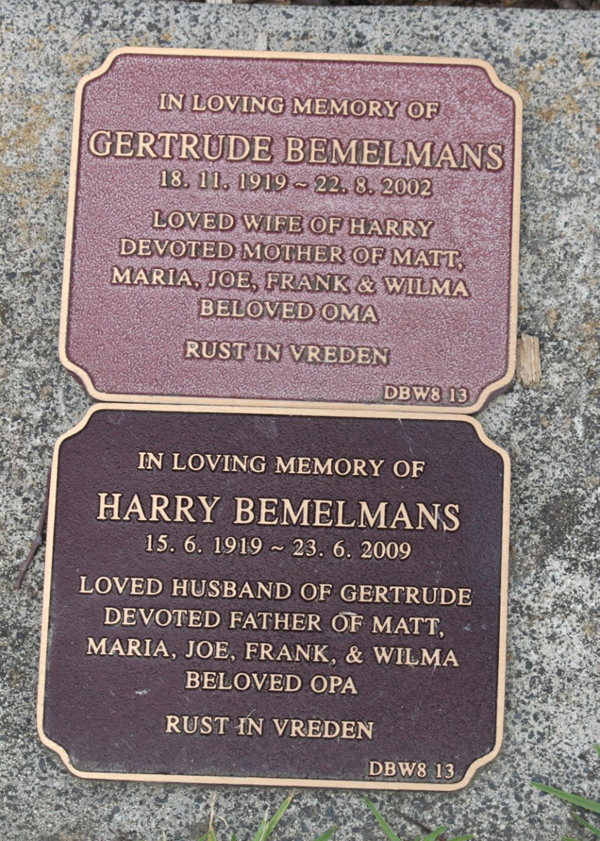 IN LOVING MEMORY OF
GERTRUDE BEMELMANS
18. 11. 1919 ~ 22. 8. 2002
LOVED WIFE OF HARRY
DEVOTED MOTHER OF MATT,
MARIA, JOE, FRANK & WILMA
BELOVED OMA
RUST IN VREDEN
DBW8 13
IN LOVING MEMORY OF
HARRY BEMELMANS
15. 6. 1919 ~ 23. 6. 2009
LOVED HUSBAND OF GERTRUDE
DEVOTED FATHER OF MATT,
MARIA, JOE, FRANK, & WILMA
BELOVED OPA
RUST IN VREDEN
DBW8 13